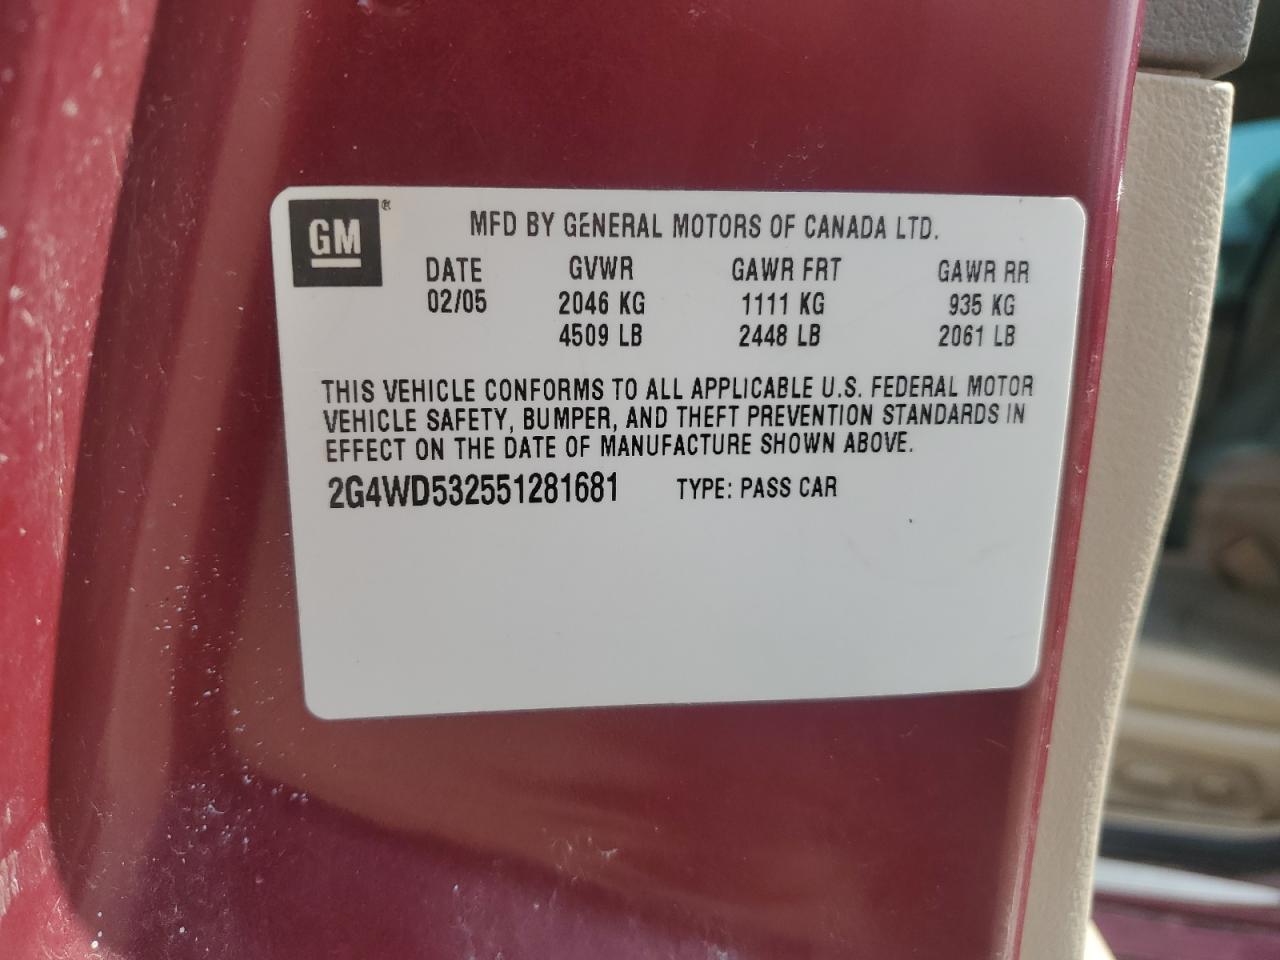 GM®
MFD BY GENERAL MOTORS OF CANADA LTD.
DATE GVWR GAWR FRT GAWR RR
02/05 2046 KG 1111 KG 935 KG
4509 LB 2448 LB 2061 LB
THIS VEHICLE CONFORMS TO ALL APPLICABLE U.S. FEDERAL MOTOR
VEHICLE SAFETY, BUMPER, AND THEFT PREVENTION STANDARDS IN
EFFECT ON THE DATE OF MANUFACTURE SHOWN ABOVE.
2G4WD532551281681 TYPE: PASS CAR